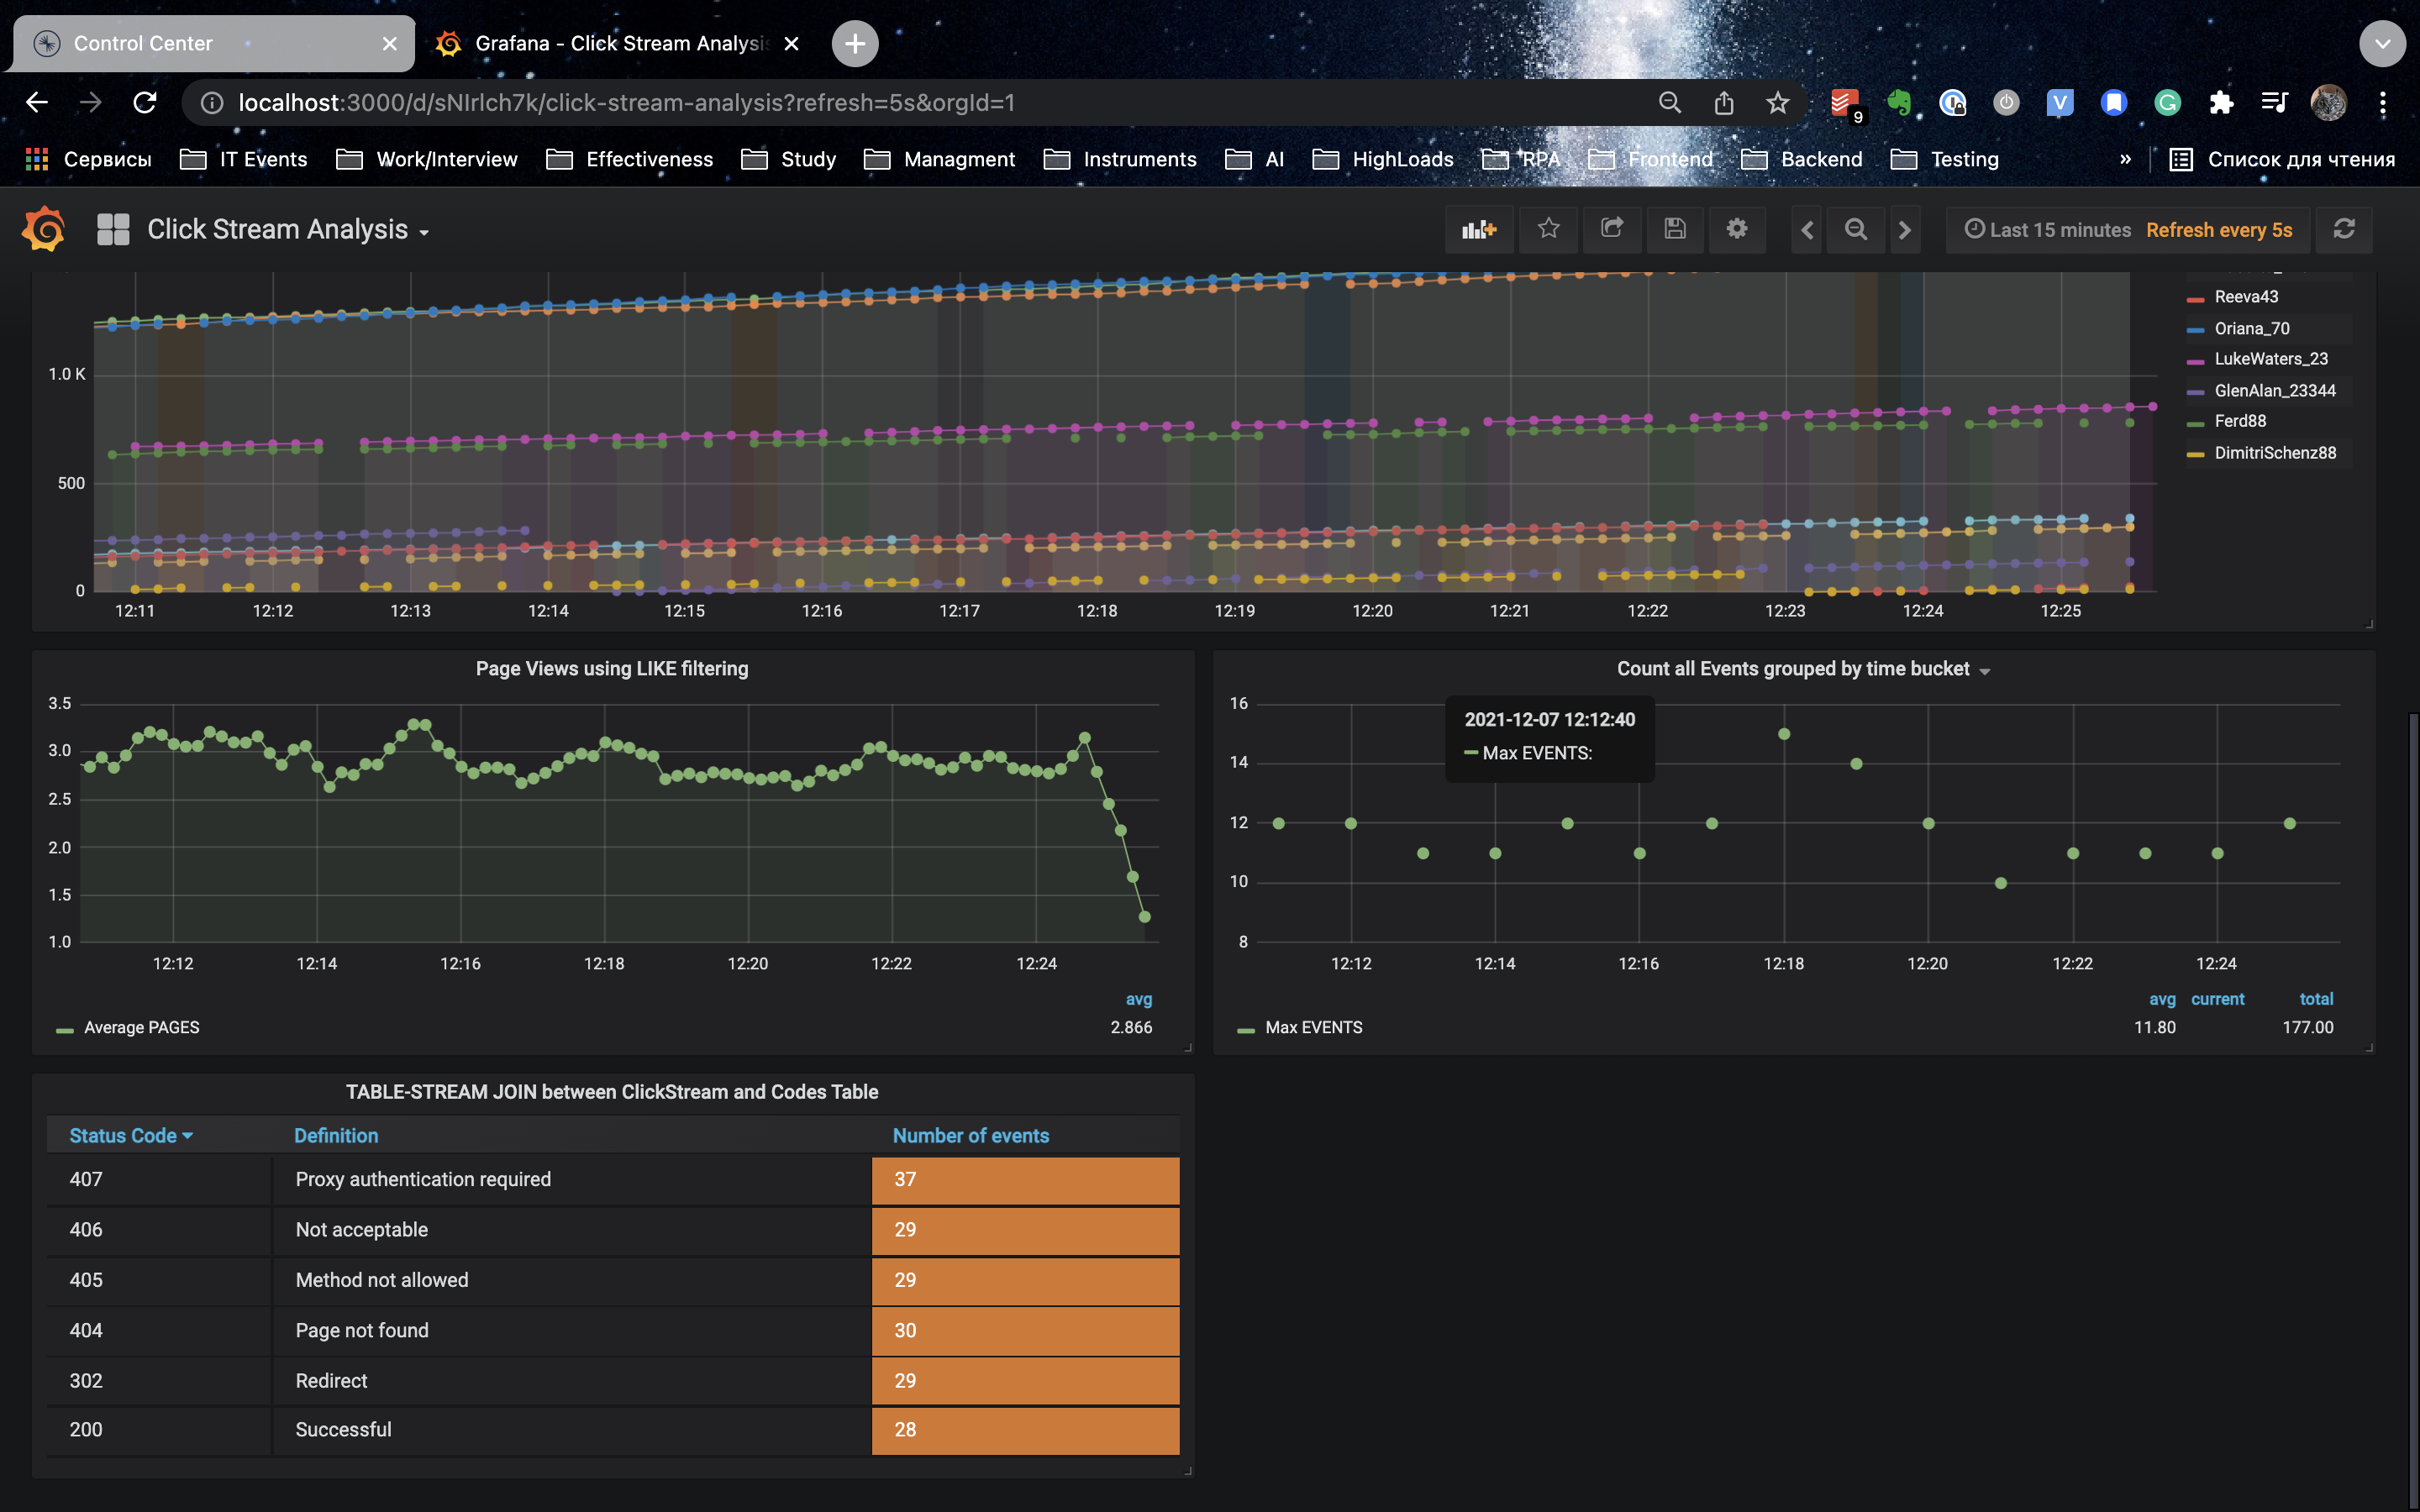 Control Center
Grafana - Click Stream Analysis
localhost:3000/d/sNIrlch7k/click-stream-analysis?refresh=5s&orgId=1
9
Сервисы IT Events Work/Interview Effectiveness Study Managment Instruments AI HighLoads RPA Frontend Backend Testing » Список для чтения
Click Stream Analysis
Last 15 minutes Refresh every 5s
Reeva43
Oriana_70
LukeWaters_23
GlenAlan_23344
Ferd88
DimitriSchenz88
1.0 K
500
0
12:11 12:12 12:13 12:14 12:15 12:16 12:17 12:18 12:19 12:20 12:21 12:22 12:23 12:24 12:25
Page Views using LIKE filtering
3.5
3.0
2.5
2.0
1.5
1.0
12:12 12:14 12:16 12:18 12:20 12:22 12:24
avg
Average PAGES 2.866
Count all Events grouped by time bucket
16
14
12
10
8
2021-12-07 12:12:40
Max EVENTS:
12:12 12:14 12:16 12:18 12:20 12:22 12:24
avg current total
Max EVENTS 11.80 177.00
TABLE-STREAM JOIN between ClickStream and Codes Table
Status Code Definition Number of events
407 Proxy authentication required 37
406 Not acceptable 29
405 Method not allowed 29
404 Page not found 30
302 Redirect 29
200 Successful 28